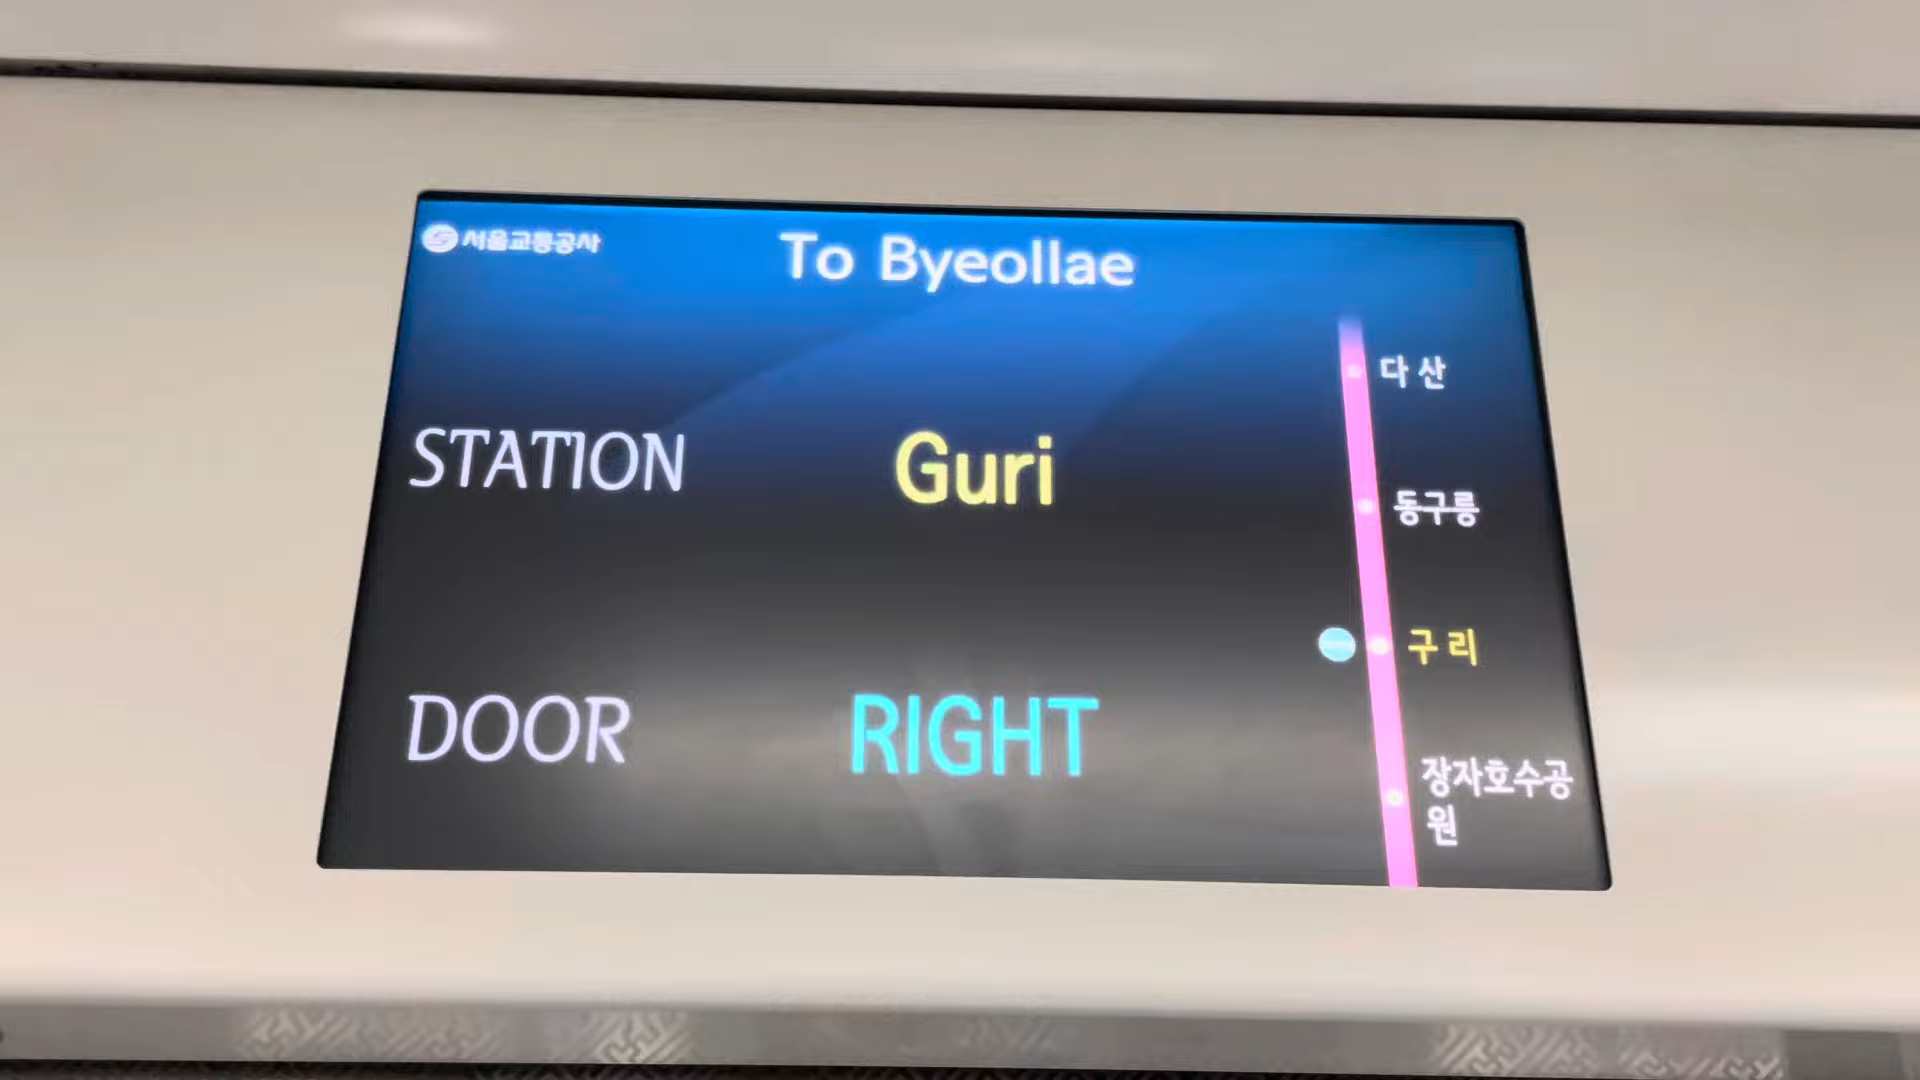 서울교통공사
To Byeollae
STATION Guri
DOOR RIGHT
다산
동구릉
구리
장자호수공
원